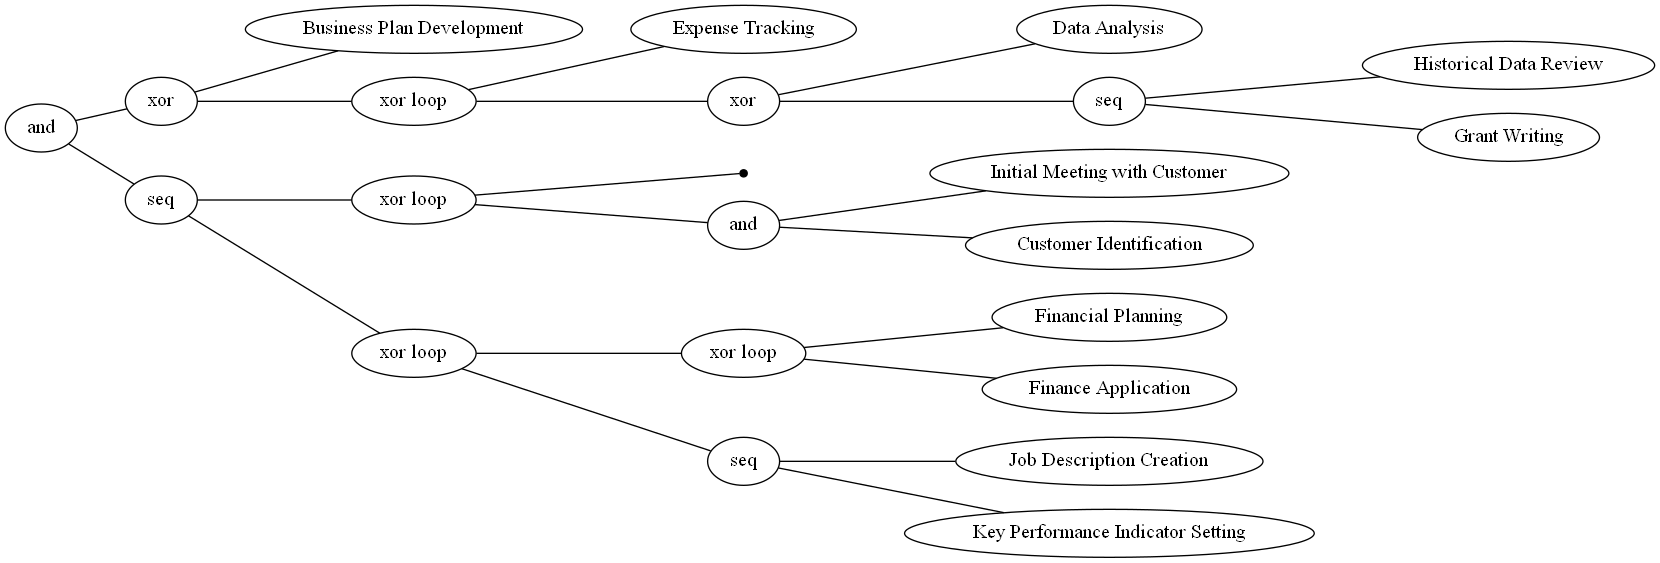 Business Plan Development
Expense Tracking
Data Analysis
Historical Data Review
xor
xor loop
xor
seq
and
Grant Writing
Initial Meeting with Customer
seq
xor loop
and
Customer Identification
Financial Planning
xor loop
xor loop
Finance Application
seq
Job Description Creation
Key Performance Indicator Setting